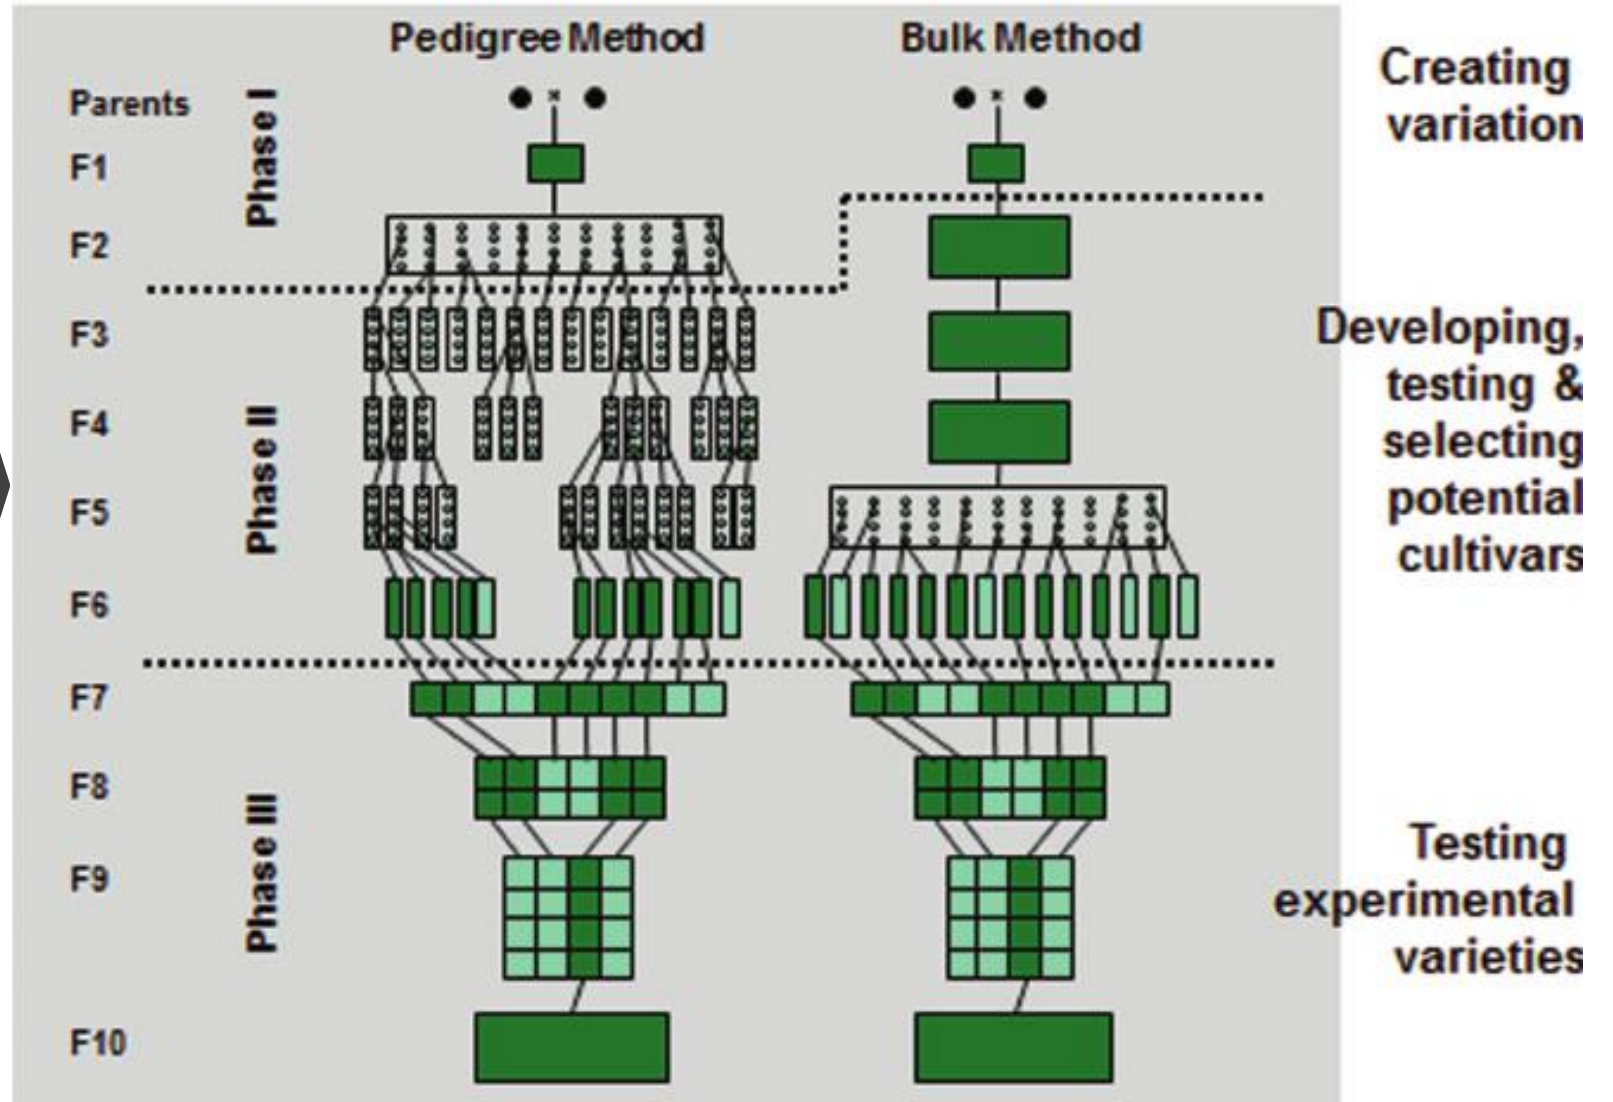 Pedigree Method
Bulk Method
Parents
F1
F2
F3
F4
F5
F6
F7
F8
F9
F10
Phase I
Phase II
Phase III
Creating
variation
Developing,
testing &
selecting
potential
cultivars
Testing
experimental
varieties